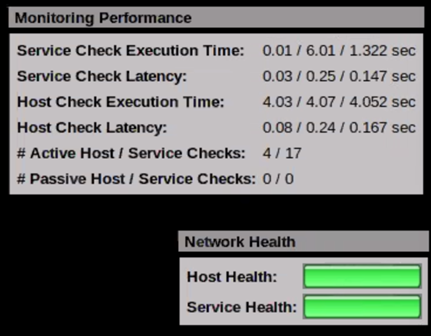 Monitoring Performance
Service Check Execution Time: 0.01 / 6.01 / 1.322 sec
Service Check Latency: 0.03 / 0.25 / 0.147 sec
Host Check Execution Time: 4.03 / 4.07 / 4.052 sec
Host Check Latency: 0.08 / 0.24 / 0.167 sec
# Active Host / Service Checks: 4 / 17
# Passive Host / Service Checks: 0 / 0
Network Health
Host Health:
Service Health: